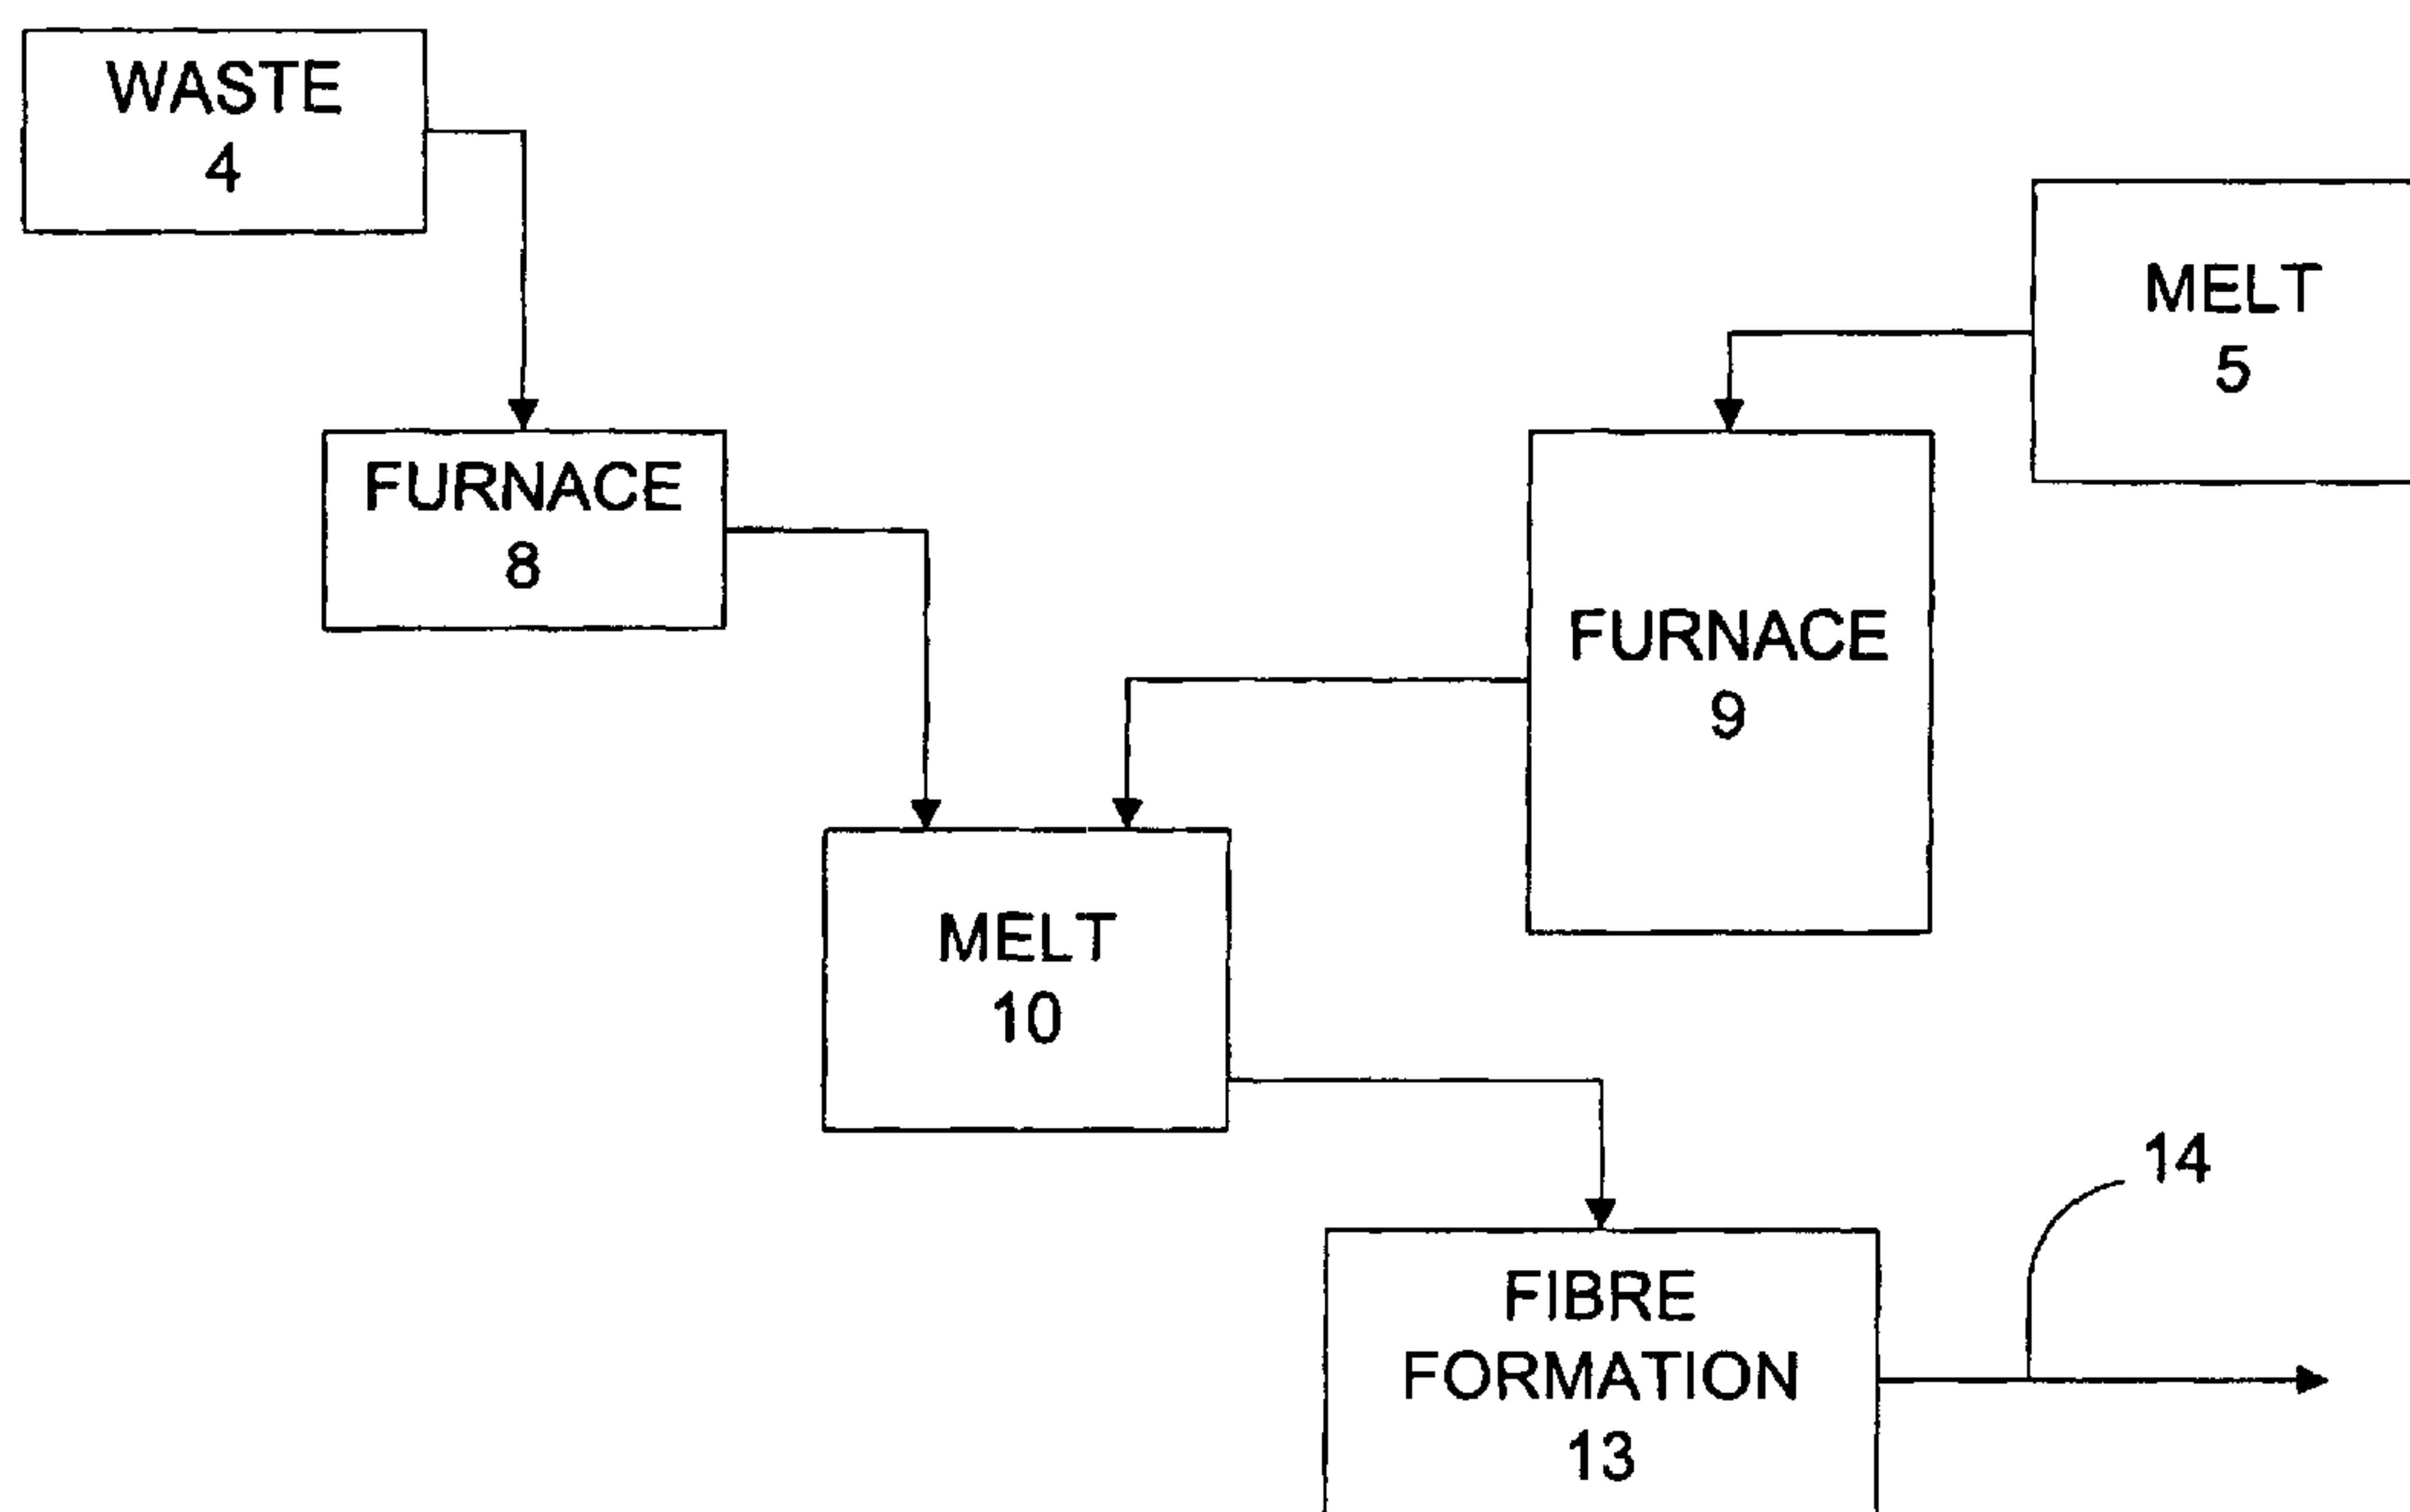 WASTE
4
MELT
5
FURNACE
8
FURNACE
9
MELT
10
14
FIBRE
FORMATION
13